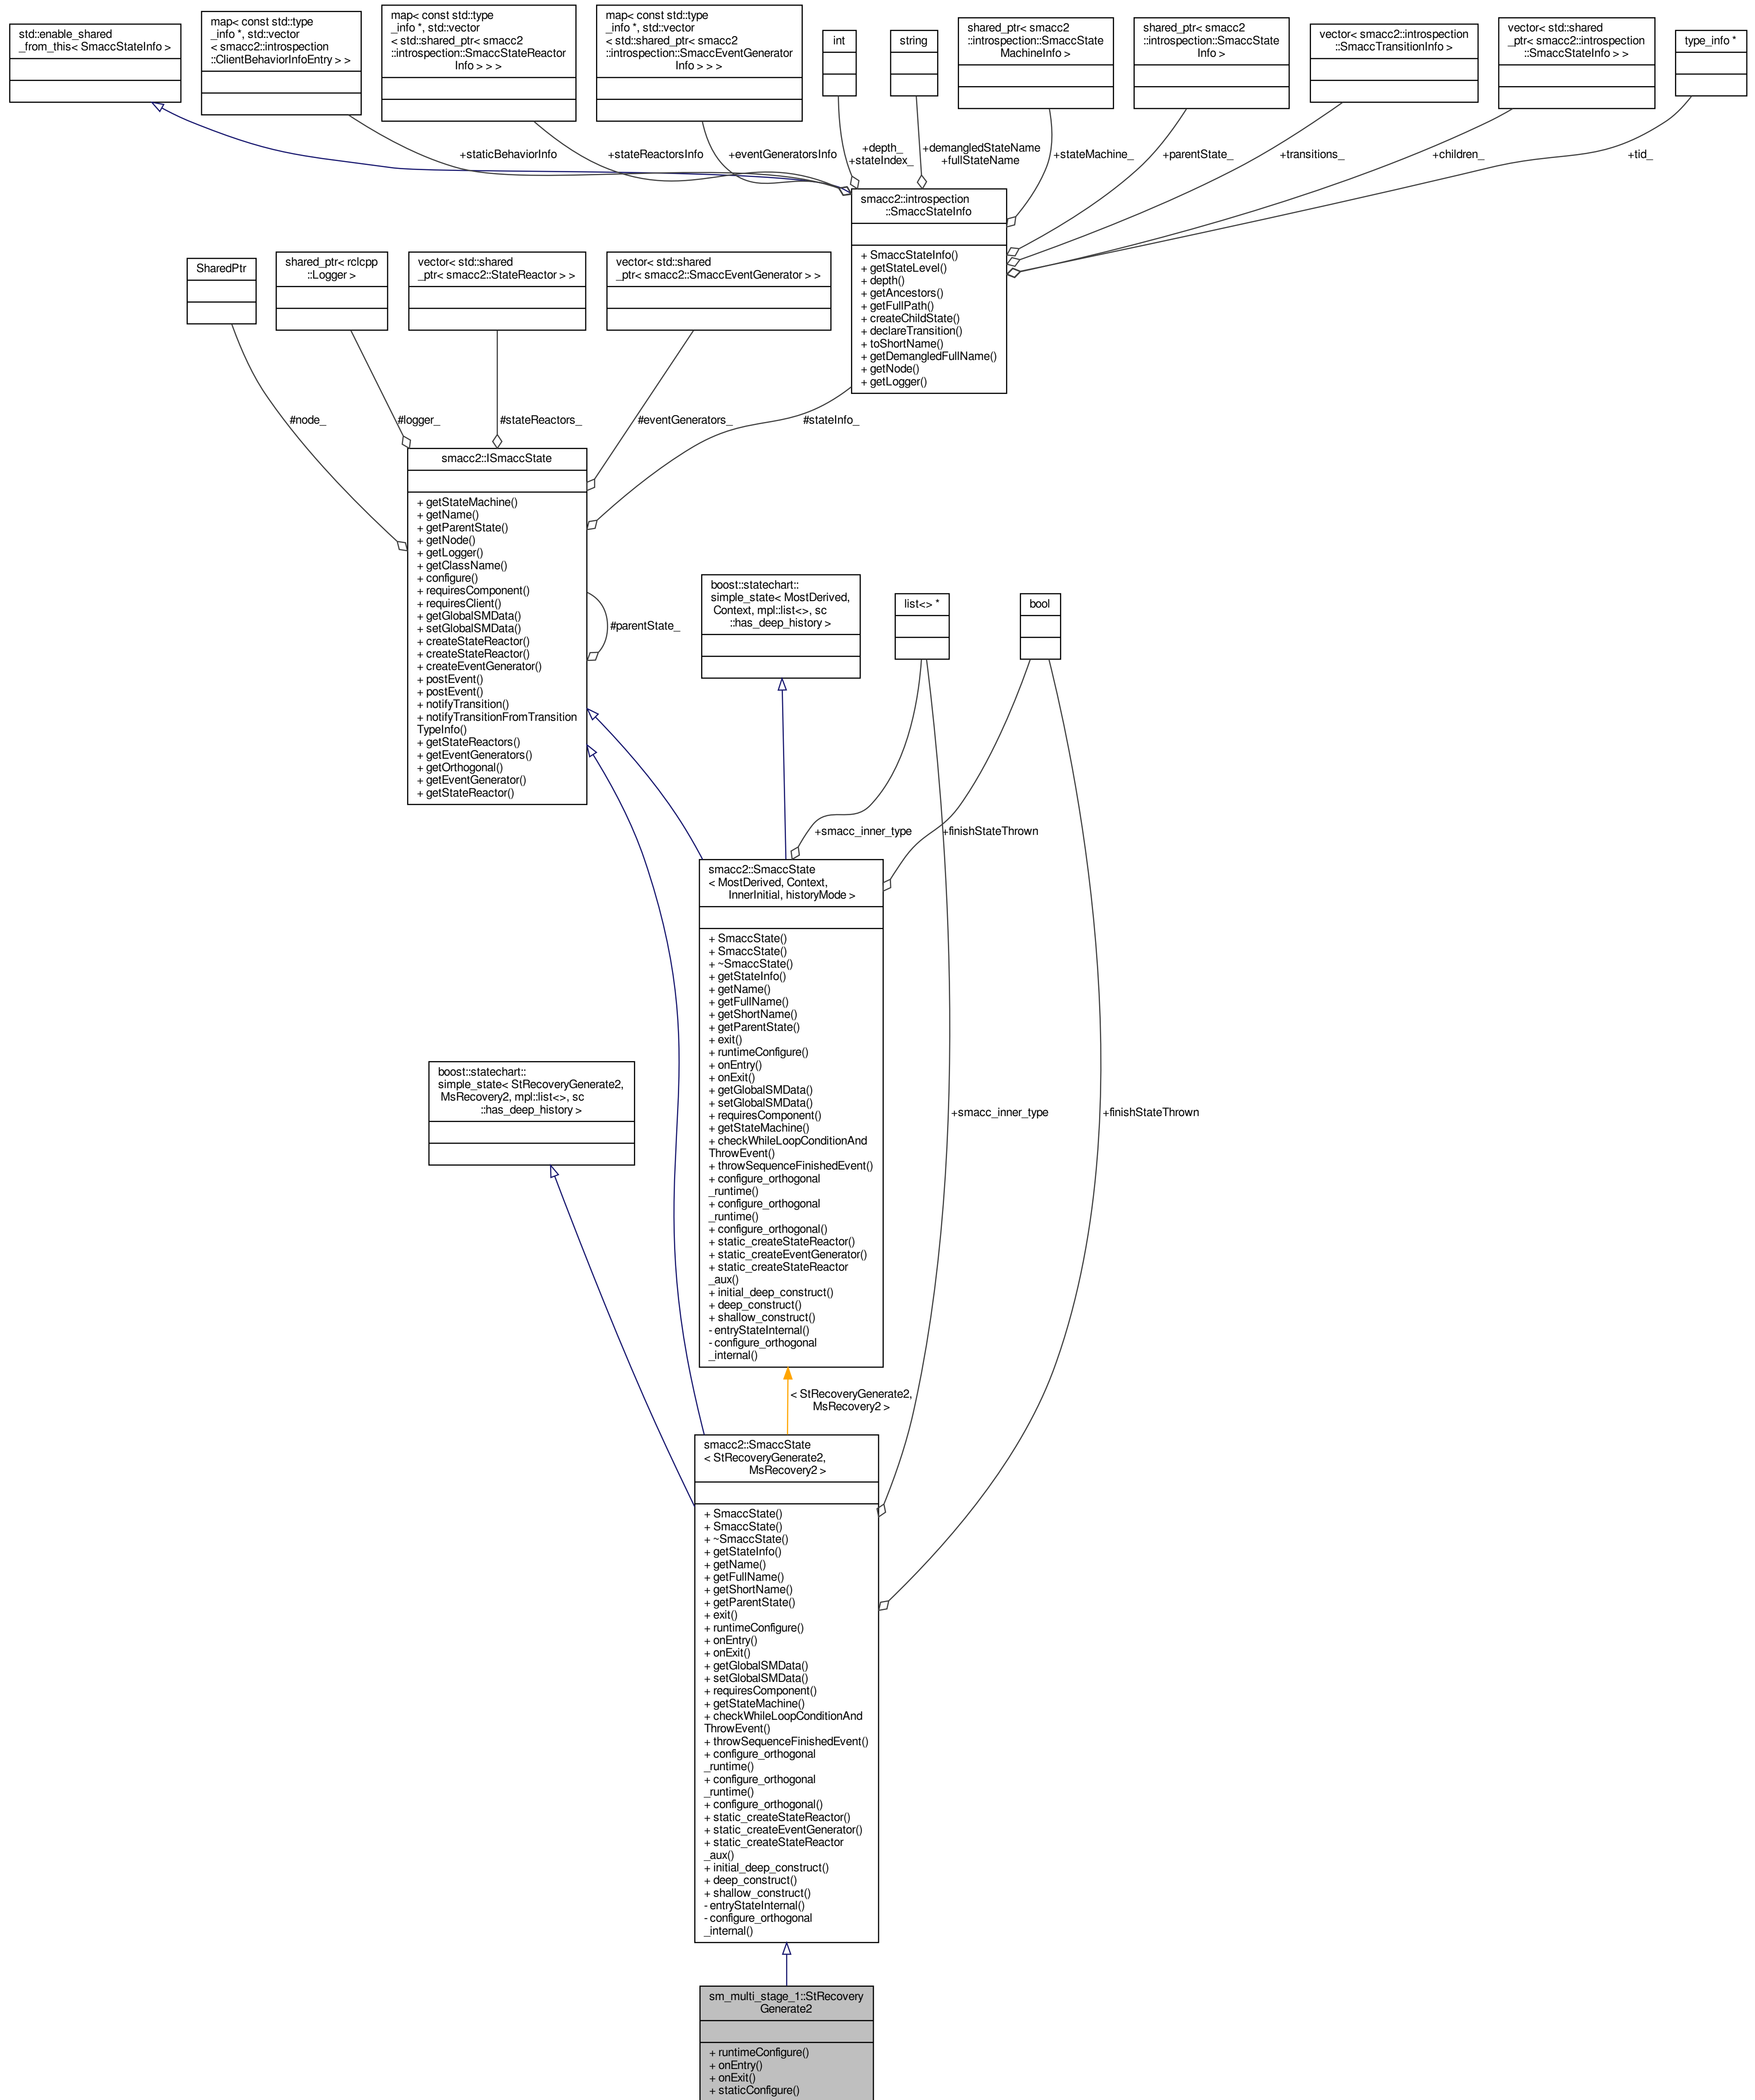 std::enable_shared
_from_this< SmaccStateInfo >
map< const std::type
_info *, std::vector
< smacc2::introspection
::ClientBehaviorInfoEntry > >
map< const std::type
_info *, std::vector
< std::shared_ptr< smacc2
::introspection::SmaccStateReactor
Info > > >
map< const std::type
_info *, std::vector
< std::shared_ptr< smacc2
::introspection::SmaccEventGenerator
Info > > >
int
string
shared_ptr< smacc2
::introspection::SmaccState
MachineInfo >
shared_ptr< smacc2
::introspection::SmaccState
Info >
vector< smacc2::introspection
::SmaccTransitionInfo >
vector< std::shared
_ptr< smacc2::introspection
::SmaccStateInfo > >
type_info *
+staticBehaviorInfo
+stateReactorsInfo
+eventGeneratorsInfo
+depth_
+stateIndex_
+demangledStateName
+fullStateName
+stateMachine_
+parentState_
+transitions_
+children_
+tid_
smacc2::introspection
::SmaccStateInfo
+ SmaccStateInfo()
+ getStateLevel()
+ depth()
+ getAncestors()
+ getFullPath()
+ createChildState()
+ declareTransition()
+ toShortName()
+ getDemangledFullName()
+ getNode()
+ getLogger()
SharedPtr
shared_ptr< rclcpp
::Logger >
vector< std::shared
_ptr< smacc2::StateReactor > >
vector< std::shared
_ptr< smacc2::SmaccEventGenerator > >
#node_
#logger_
#stateReactors_
#eventGenerators_
#stateInfo_
smacc2::ISmaccState
+ getStateMachine()
+ getName()
+ getParentState()
+ getNode()
+ getLogger()
+ getClassName()
+ configure()
+ requiresComponent()
+ requiresClient()
+ getGlobalSMData()
+ setGlobalSMData()
+ createStateReactor()
+ createStateReactor()
+ createEventGenerator()
+ postEvent()
+ postEvent()
+ notifyTransition()
+ notifyTransitionFromTransition
TypeInfo()
+ getStateReactors()
+ getEventGenerators()
+ getOrthogonal()
+ getEventGenerator()
+ getStateReactor()
#parentState_
boost::statechart::
simple_state< MostDerived,
Context, mpl::list<>, sc
::has_deep_history >
list<> *
bool
+smacc_inner_type
+finishStateThrown
smacc2::SmaccState
< MostDerived, Context,
InnerInitial, historyMode >
+ SmaccState()
+ SmaccState()
+ ~SmaccState()
+ getStateInfo()
+ getName()
+ getFullName()
+ getShortName()
+ getParentState()
+ exit()
+ runtimeConfigure()
+ onEntry()
+ onExit()
+ getGlobalSMData()
+ setGlobalSMData()
+ requiresComponent()
+ getStateMachine()
+ checkWhileLoopConditionAnd
ThrowEvent()
+ throwSequenceFinishedEvent()
+ configure_orthogonal
_runtime()
+ configure_orthogonal
_runtime()
+ configure_orthogonal()
+ static_createStateReactor()
+ static_createEventGenerator()
+ static_createStateReactor
_aux()
+ initial_deep_construct()
+ deep_construct()
+ shallow_construct()
- entryStateInternal()
- configure_orthogonal
_internal()
boost::statechart::
simple_state< StRecoveryGenerate2,
MsRecovery2, mpl::list<>, sc
::has_deep_history >
+smacc_inner_type
+finishStateThrown
< StRecoveryGenerate2,
MsRecovery2 >
smacc2::SmaccState
< StRecoveryGenerate2,
MsRecovery2 >
+ SmaccState()
+ SmaccState()
+ ~SmaccState()
+ getStateInfo()
+ getName()
+ getFullName()
+ getShortName()
+ getParentState()
+ exit()
+ runtimeConfigure()
+ onEntry()
+ onExit()
+ getGlobalSMData()
+ setGlobalSMData()
+ requiresComponent()
+ getStateMachine()
+ checkWhileLoopConditionAnd
ThrowEvent()
+ throwSequenceFinishedEvent()
+ configure_orthogonal
_runtime()
+ configure_orthogonal
_runtime()
+ configure_orthogonal()
+ static_createStateReactor()
+ static_createEventGenerator()
+ static_createStateReactor
_aux()
+ initial_deep_construct()
+ deep_construct()
+ shallow_construct()
- entryStateInternal()
- configure_orthogonal
_internal()
sm_multi_stage_1::StRecovery
Generate2
+ runtimeConfigure()
+ onEntry()
+ onExit()
+ staticConfigure()